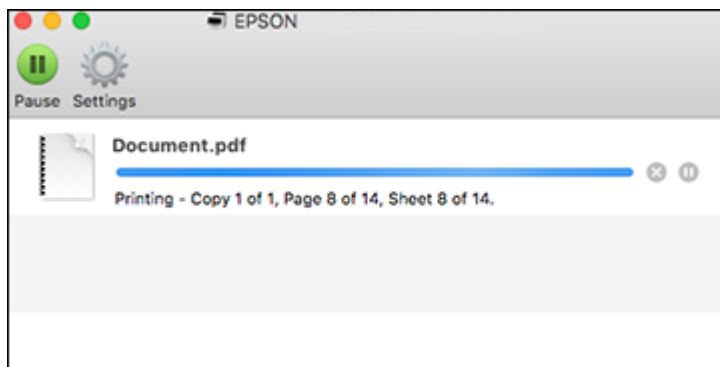 EPSON
Pause Settings
Document.pdf
Printing - Copy 1 of 1, Page 8 of 14, Sheet 8 of 14.